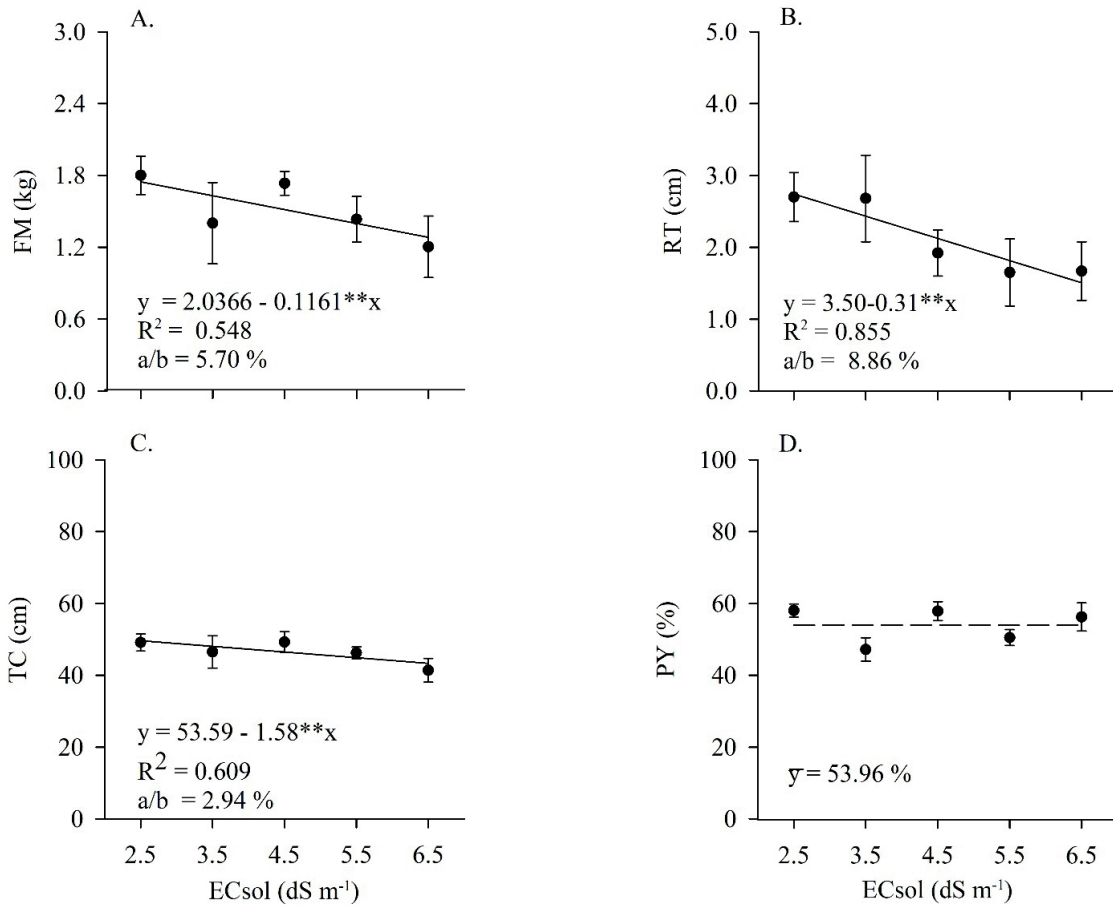 A.
3.0
2.4
1.8
1.2
0.6
0.0
FM (kg)
y = 2.0366 - 0.1161**x
R² = 0.548
a/b = 5.70 %
B.
5.0
4.0
3.0
2.0
1.0
0.0
RT (cm)
y = 3.50-0.31**x
R² = 0.855
a/b = 8.86 %
C.
100
80
60
40
20
0
TC (cm)
y = 53.59 - 1.58**x
R² = 0.609
a/b = 2.94 %
2.5 3.5 4.5 5.5 6.5
ECsol (dS m⁻¹)
D.
100
80
60
40
20
0
PY (%)
y̅ = 53.96 %
2.5 3.5 4.5 5.5 6.5
ECsol (dS m⁻¹)